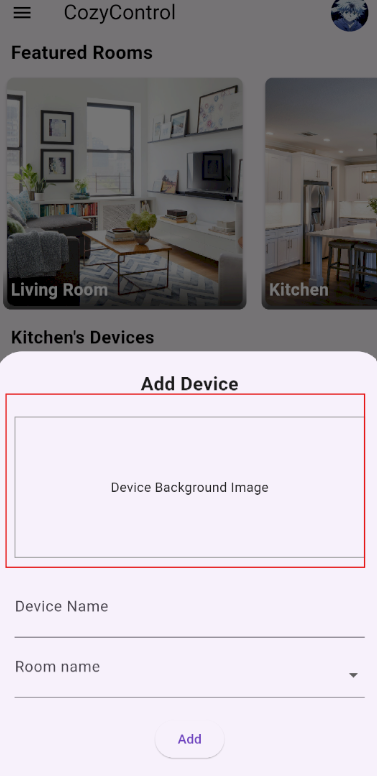 CozyControl
Featured Rooms
Living Room
Kitchen
Kitchen's Devices
Add Device
Device Background Image
Device Name
Room name
Add